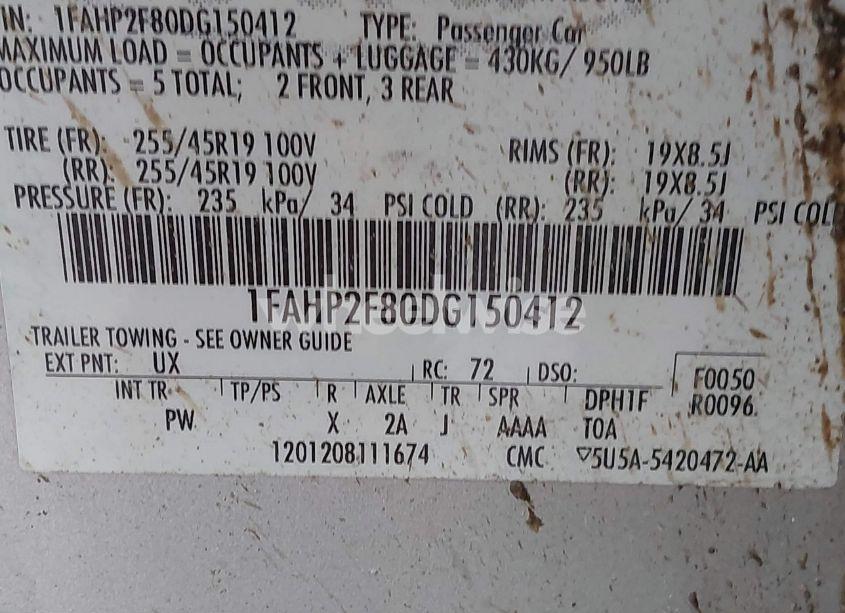 IN: 1FAHP2F80DG150412 TYPE: Passenger Car
MAXIMUM LOAD = OCCUPANTS + LUGGAGE = 430KG/ 950LB
OCCUPANTS = 5 TOTAL; 2 FRONT, 3 REAR
TIRE (FR): 255/45R19 100V RIMS (FR): 19X8.5J
(RR): 255/45R19 100V (RR): 19X8.5J
PRESSURE (FR): 235 kPa/ 34 PSI COLD (RR): 235 kPa/ 34 PSI COL
1FAHP2F80DG150412
TRAILER TOWING - SEE OWNER GUIDE
EXT PNT: UX RC: 72 DSO: F0050
INT TR TP/PS R AXLE TR SPR DPHTF R0096
PW X 2A J AAAA TOA
1201208111674 CMC ▽5U5A-5420472-AA